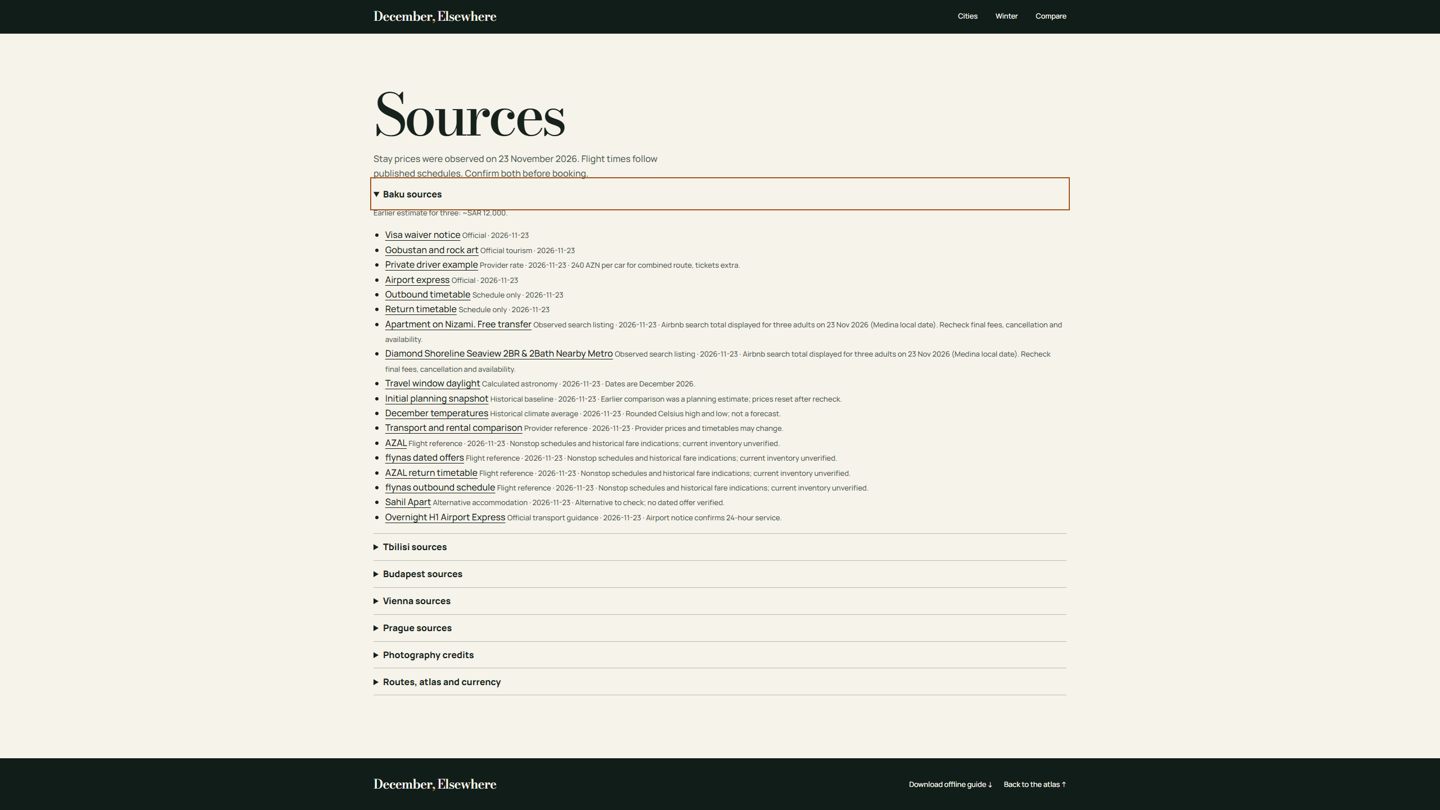 December, Elsewhere
Cities Winter Compare
Sources
Stay prices were observed on 23 November 2026. Flight times follow
published schedules. Confirm both before booking.
▼ Baku sources
Earlier estimate for three: ~SAR 12,000.
• Visa waiver notice Official · 2026-11-23
• Gobustan and rock art Official tourism · 2026-11-23
• Private driver example Provider rate · 2026-11-23 · 240 AZN per car for combined route, tickets extra.
• Airport express Official · 2026-11-23
• Outbound timetable Schedule only · 2026-11-23
• Return timetable Schedule only · 2026-11-23
• Apartment on Nizami. Free transfer Observed search listing · 2026-11-23 · Airbnb search total displayed for three adults on 23 Nov 2026 (Medina local date). Recheck final fees, cancellation and
availability.
• Diamond Shoreline Seaview 2BR & 2Bath Nearby Metro Observed search listing · 2026-11-23 · Airbnb search total displayed for three adults on 23 Nov 2026 (Medina local date). Recheck
final fees, cancellation and availability.
• Travel window daylight Calculated astronomy · 2026-11-23 · Dates are December 2026.
• Initial planning snapshot Historical baseline · 2026-11-23 · Earlier comparison was a planning estimate; prices reset after recheck.
• December temperatures Historical climate average · 2026-11-23 · Rounded Celsius high and low; not a forecast.
• Transport and rental comparison Provider reference · 2026-11-23 · Provider prices and timetables may change.
• AZAL Flight reference · 2026-11-23 · Nonstop schedules and historical fare indications; current inventory unverified.
• flynas dated offers Flight reference · 2026-11-23 · Nonstop schedules and historical fare indications; current inventory unverified.
• AZAL return timetable Flight reference · 2026-11-23 · Nonstop schedules and historical fare indications; current inventory unverified.
• flynas outbound schedule Flight reference · 2026-11-23 · Nonstop schedules and historical fare indications; current inventory unverified.
• Sahil Apart Alternative accommodation · 2026-11-23 · Alternative to check; no dated offer verified.
• Overnight H1 Airport Express Official transport guidance · 2026-11-23 · Airport notice confirms 24-hour service.
▶ Tbilisi sources
▶ Budapest sources
▶ Vienna sources
▶ Prague sources
▶ Photography credits
▶ Routes, atlas and currency
December, Elsewhere
Download offline guide ↓ Back to the atlas ↑